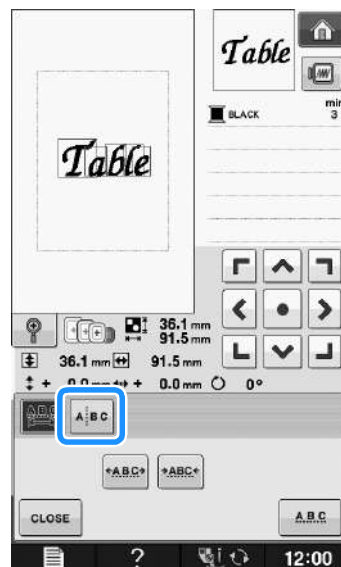 Table
min
BLACK 3
Table
36.1 mm
91.5 mm
36.1 mm 91.5 mm
+ 0.0 mm + 0.0 mm 0°
ABC A BC
ABC ABC
CLOSE ABC
? 12:00